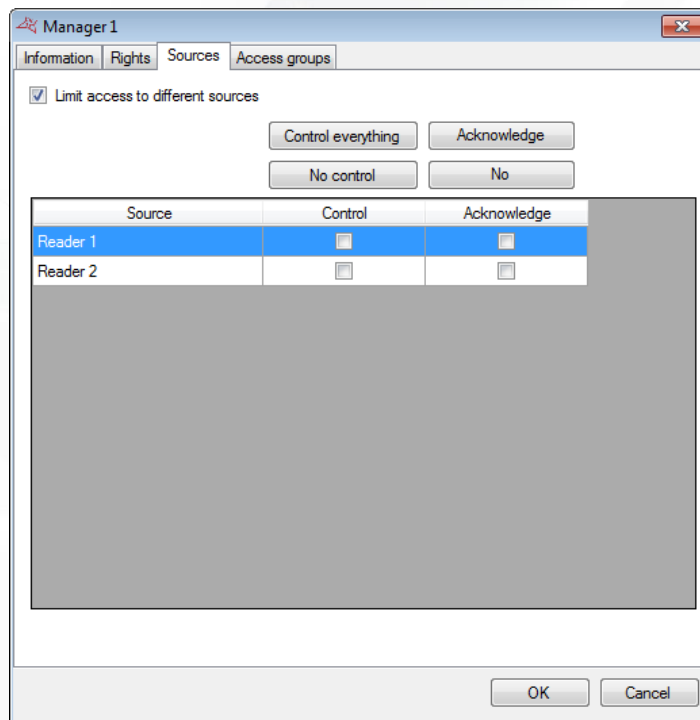 Manager 1
Information Rights Sources Access groups
Limit access to different sources
Control everything Acknowledge
No control No
Source Control Acknowledge
Reader 1
Reader 2
OK Cancel